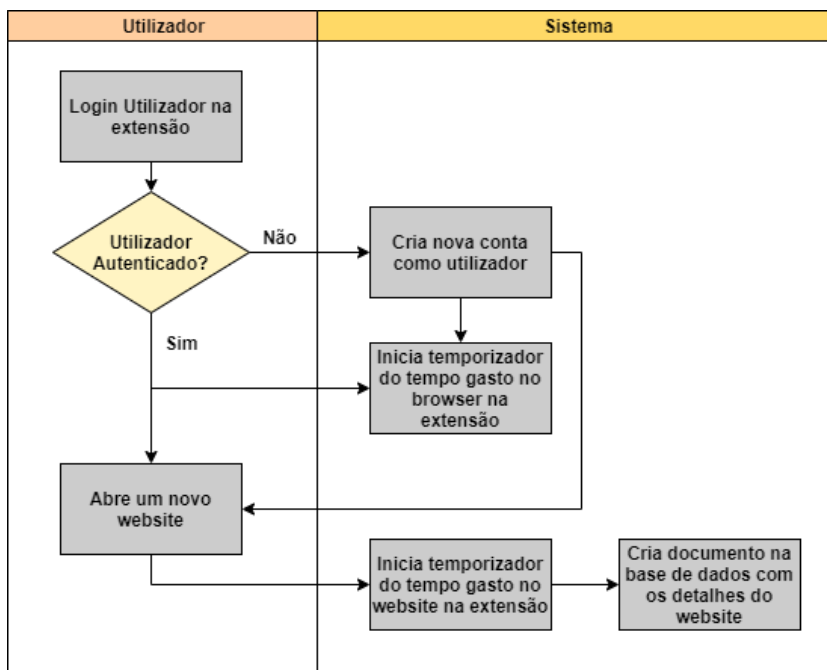 Utilizador
Sistema
Login Utilizador na
extensão
Utilizador
Autenticado?
Não
Cria nova conta
como utilizador
Sim
Inicia temporizador
do tempo gasto no
browser na
extensão
Abre um novo
website
Inicia temporizador
do tempo gasto no
website na extensão
Cria documento na
base de dados com
os detalhes do
website